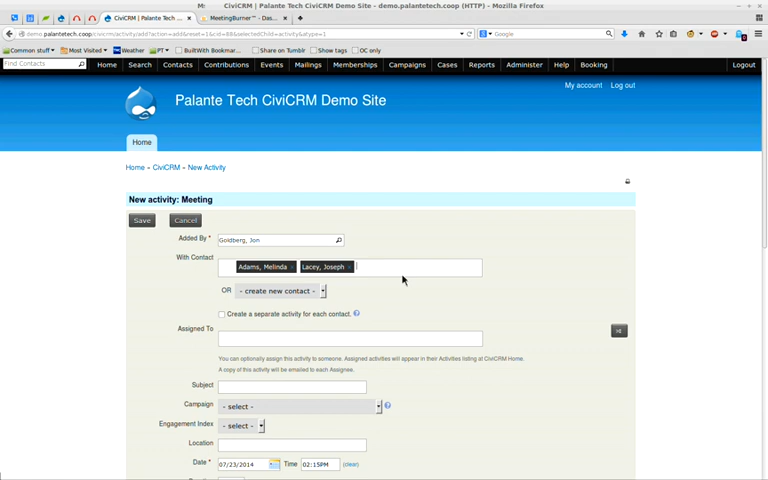 CiviCRM | Palante Tech CiviCRM Demo Site - demo.palantetech.coop (HTTP) - Mozilla Firefox
CiviCRM | Palante Tech Demo Site ...
MeetingBurner™ - Das...
demo.palantetech.coop/civicrm/activity/add?action=add&reset=1&cid=88&selectedChild=activity&atype=1
Google
Common stuff
Most Visited
Weather
PT
BuiltWith Bookmar...
Share on Tumblr
Show tags
OC only
Find Contacts
Home
Search
Contacts
Contributions
Events
Mailings
Memberships
Campaigns
Cases
Reports
Administer
Help
Booking
Logout
My account
Log out
Palante Tech CiviCRM Demo Site
Home
Home » CiviCRM » New Activity
New activity: Meeting
Save
Cancel
Added By *
Goldberg, Jon
With Contact
Adams, Melinda
Lacey, Joseph
OR
- create new contact -
Create a separate activity for each contact.
Assigned To
You can optionally assign this activity to someone. Assigned activities will appear in their Activities listing at CiviCRM Home.
A copy of this activity will be emailed to each Assignee.
Subject
Campaign
- select -
Engagement Index
- select -
Location
Date *
07/23/2014
Time
02:15PM
(clear)